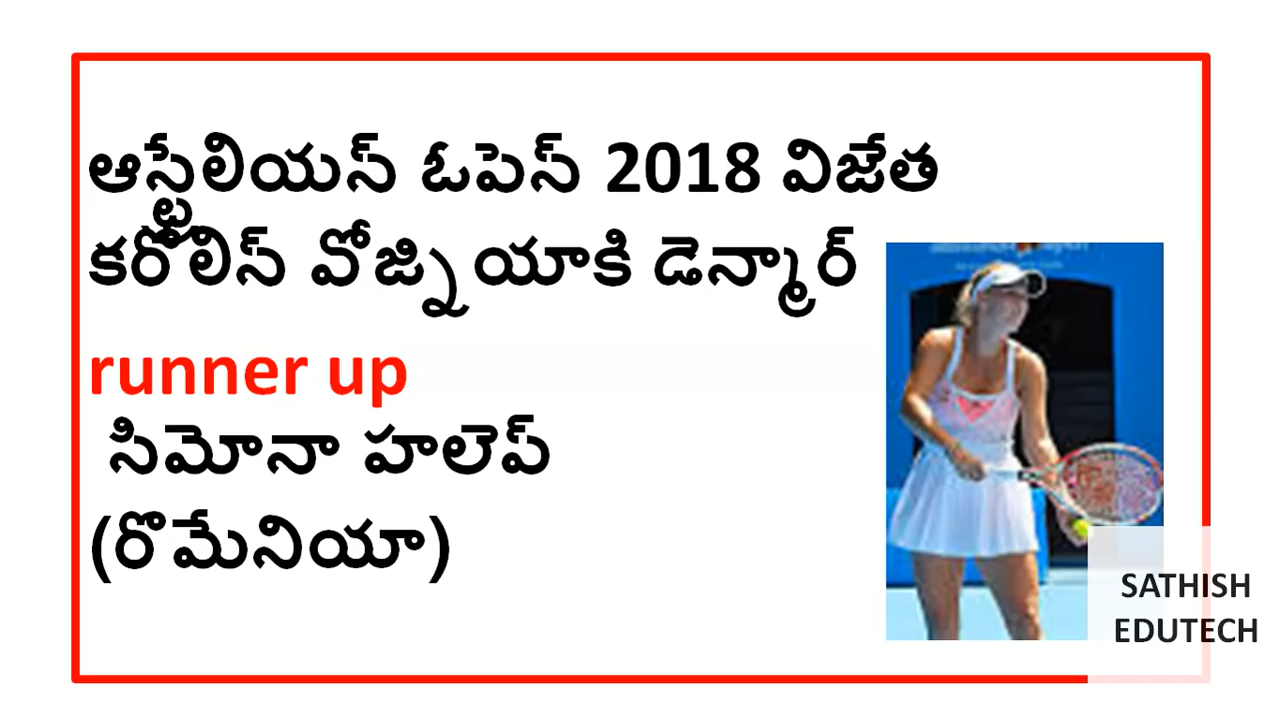 ఆస్ట్రేలియన్ ఓపెన్ 2018 విజేత
కరోలిన్ వోజ్నియాకి డెన్మార్
runner up
సిమోనా హలెప్
(రొమేనియా)
SATHISH
EDUTECH